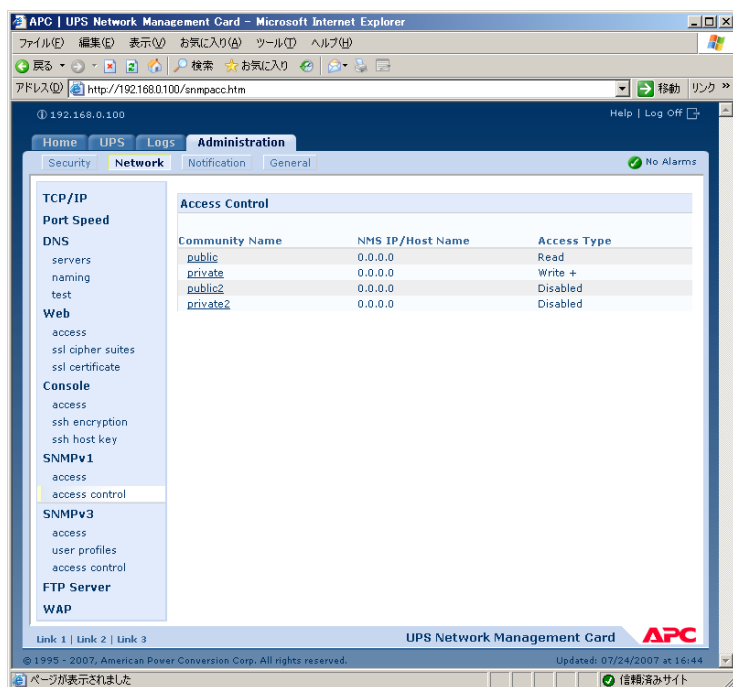 APC | UPS Network Management Card - Microsoft Internet Explorer
ファイル(F) 編集(E) 表示(V) お気に入り(A) ツール(T) ヘルプ(H)
戻る 検索 お気に入り
アドレス(D) http://192.168.0.100/snmpacc.htm 移動 リンク »
192.168.0.100 Help | Log Off
Home UPS Logs Administration
Security Network Notification General No Alarms
TCP/IP
Port Speed
DNS
servers
naming
test
Web
access
ssl cipher suites
ssl certificate
Console
access
ssh encryption
ssh host key
SNMPv1
access
access control
SNMPv3
access
user profiles
access control
FTP Server
WAP
Access Control
Community Name NMS IP/Host Name Access Type
public 0.0.0.0 Read
private 0.0.0.0 Write +
public2 0.0.0.0 Disabled
private2 0.0.0.0 Disabled
Link 1 | Link 2 | Link 3 UPS Network Management Card APC
© 1995 - 2007, American Power Conversion Corp. All rights reserved. Updated: 07/24/2007 at 16:44
ページが表示されました 信頼済みサイト